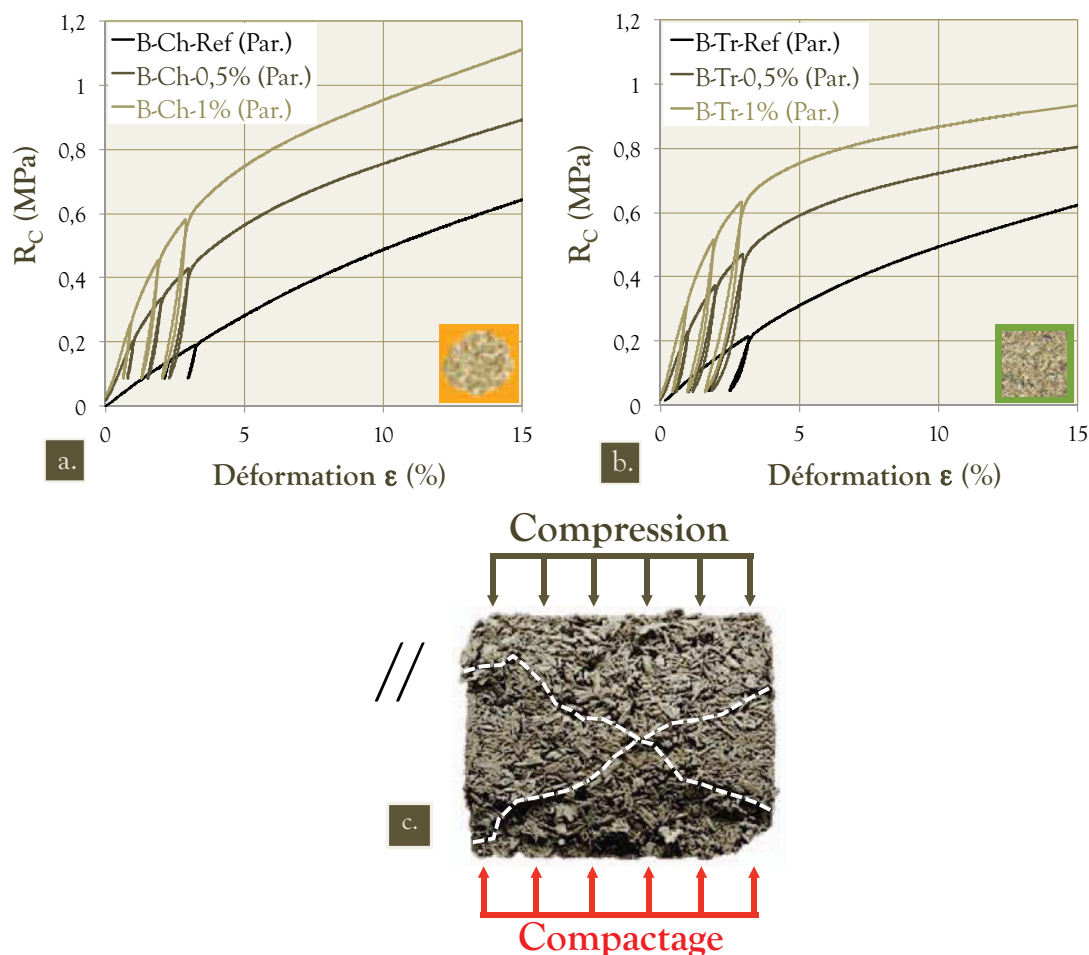 1,2
1
0,8
0,6
0,4
0,2
0
R_C (MPa)
B-Ch-Ref (Par.)
B-Ch-0,5% (Par.)
B-Ch-1% (Par.)
0 5 10 15
a.
Déformation ε (%)
1,2
1
0,8
0,6
0,4
0,2
0
R_C (MPa)
B-Tr-Ref (Par.)
B-Tr-0,5% (Par.)
B-Tr-1% (Par.)
0 5 10 15
b.
Déformation ε (%)
Compression
//
c.
Compactage